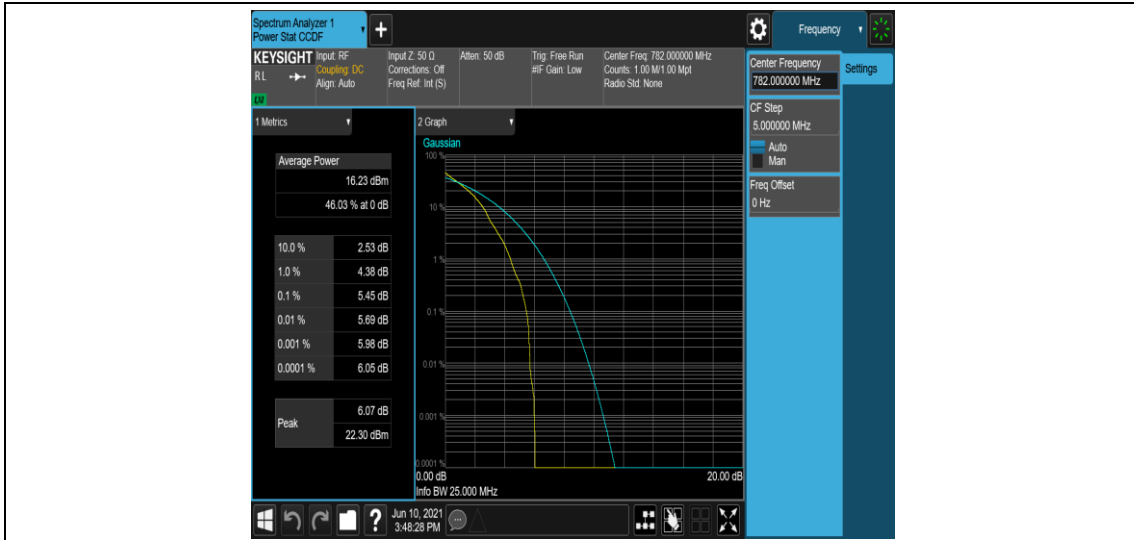 Spectrum Analyzer 1
Power Stat CCDF
+
Frequency
KEYSIGHT
RL
LXI
Input: RF
Coupling: DC
Align: Auto
Input Z: 50 Ω
Corrections: Off
Freq Ref: Int (S)
Atten: 50 dB
Trig: Free Run
#IF Gain: Low
Center Freq: 782.000000 MHz
Counts: 1.00 M/1.00 Mpt
Radio Std: None
Center Frequency
782.000000 MHz
Settings
CF Step
5.000000 MHz
Auto
Man
Freq Offset
0 Hz
1 Metrics
Average Power
16.23 dBm
46.03 % at 0 dB
10.0 % 2.53 dB
1.0 % 4.38 dB
0.1 % 5.45 dB
0.01 % 5.69 dB
0.001 % 5.98 dB
0.0001 % 6.05 dB
Peak
6.07 dB
22.30 dBm
2 Graph
Gaussian
100 %
10 %
1 %
0.1 %
0.01 %
0.001 %
0.0001 %
0.00 dB 20.00 dB
Info BW 25.000 MHz
?
Jun 10, 2021
3:48:28 PM